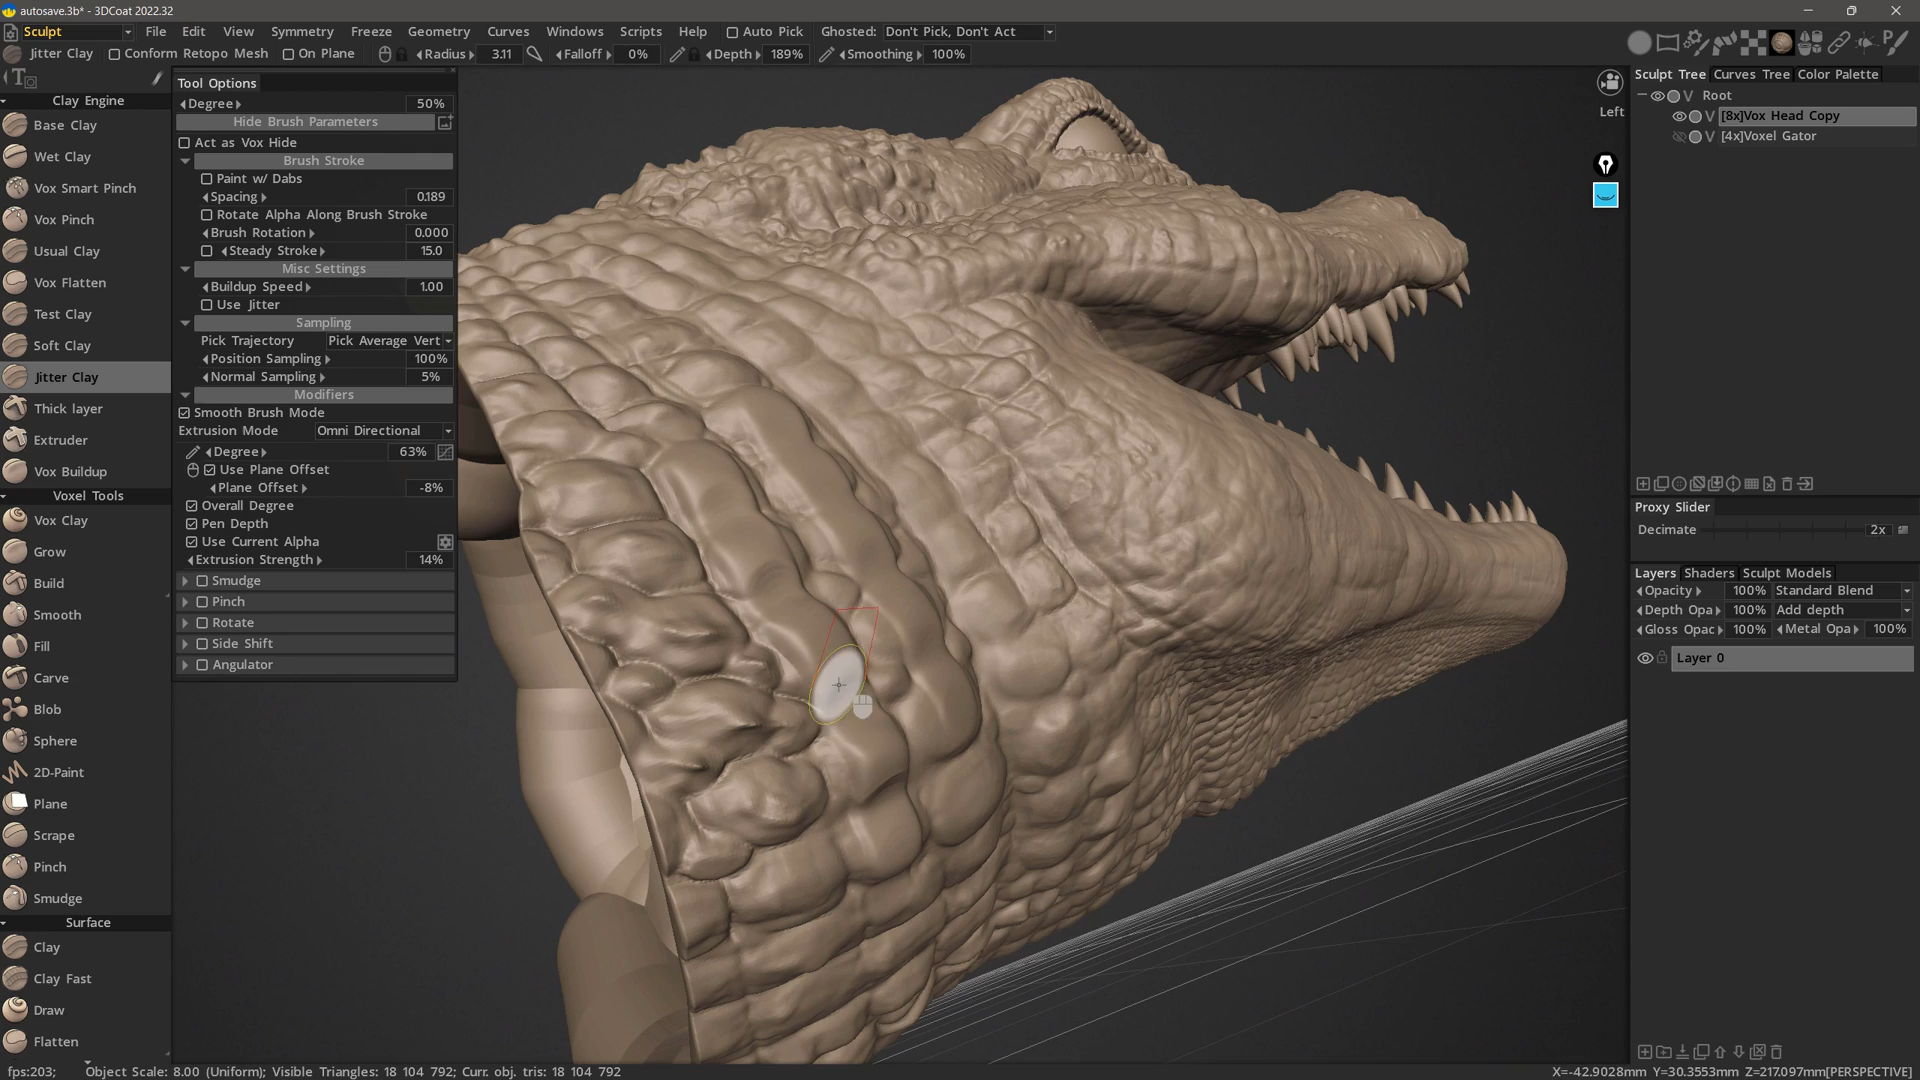 autosave.3b* - 3DCoat 2022.32
Sculpt File Edit View Symmetry Freeze Geometry Curves Windows Scripts Help Auto Pick Ghosted: Don't Pick, Don't Act
Jitter Clay Conform Retopo Mesh On Plane Radius 3.11 Falloff 0% Depth 189% Smoothing 100%
Clay Engine
Base Clay
Wet Clay
Vox Smart Pinch
Vox Pinch
Usual Clay
Vox Flatten
Test Clay
Soft Clay
Jitter Clay
Thick layer
Extruder
Vox Buildup
Voxel Tools
Vox Clay
Grow
Build
Smooth
Fill
Carve
Blob
Sphere
2D-Paint
Plane
Scrape
Pinch
Smudge
Surface
Clay
Clay Fast
Draw
Flatten
Tool Options
Degree 50%
Hide Brush Parameters
Act as Vox Hide
Brush Stroke
Paint w/ Dabs
Spacing 0.189
Rotate Alpha Along Brush Stroke
Brush Rotation 0.000
Steady Stroke 15.0
Misc Settings
Buildup Speed 1.00
Use Jitter
Sampling
Pick Trajectory Pick Average Vert
Position Sampling 100%
Normal Sampling 5%
Modifiers
Smooth Brush Mode
Extrusion Mode Omni Directional
Degree 63%
Use Plane Offset
Plane Offset -8%
Overall Degree
Pen Depth
Use Current Alpha
Extrusion Strength 14%
Smudge
Pinch
Rotate
Side Shift
Angulator
Left
Sculpt Tree Curves Tree Color Palette
V Root
V [8x]Vox Head Copy
V [4x]Voxel Gator
Proxy Slider
Decimate 2x
Layers Shaders Sculpt Models
Opacity 100% Standard Blend
Depth Opa 100% Add depth
Gloss Opac 100% Metal Opa 100%
Layer 0
fps:203; Object Scale: 8.00 (Uniform); Visible Triangles: 18 104 792; Curr. obj. tris: 18 104 792
X=-42.9028mm Y=30.3553mm Z=217.097mm[PERSPECTIVE]